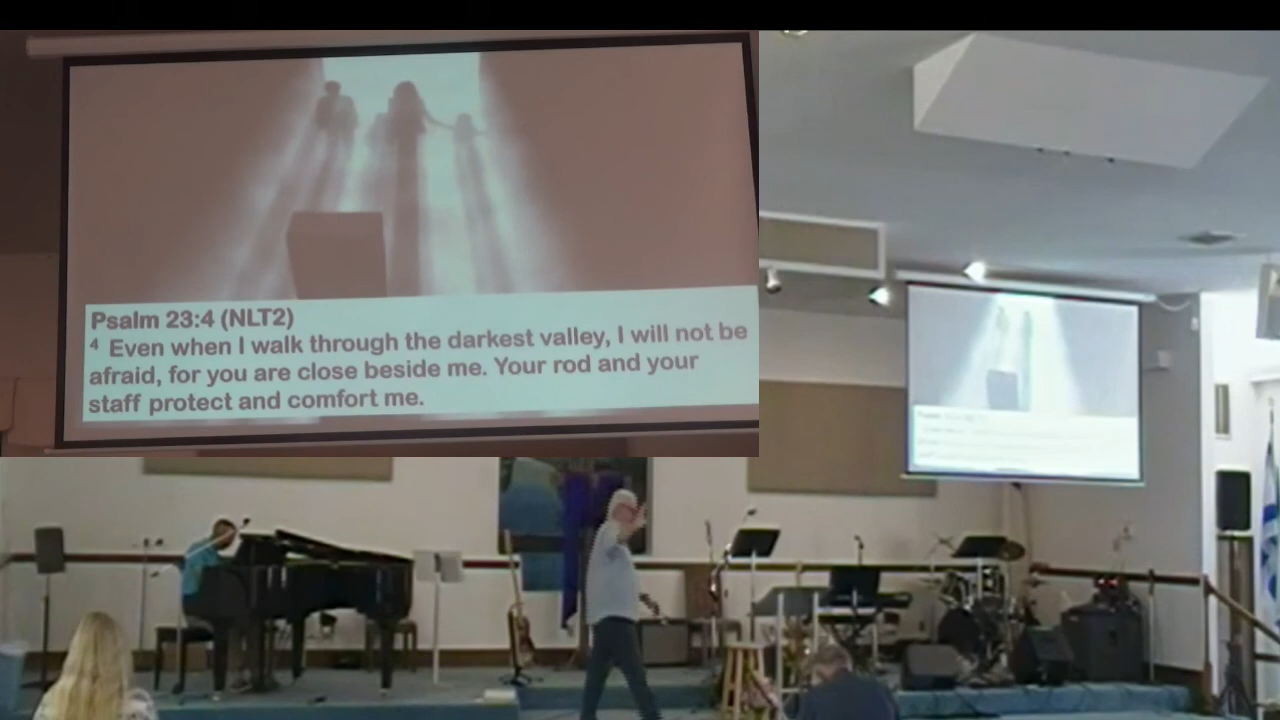 Psalm 23:4 (NLT2)
4 Even when I walk through the darkest valley, I will not be
afraid, for you are close beside me. Your rod and your
staff protect and comfort me.